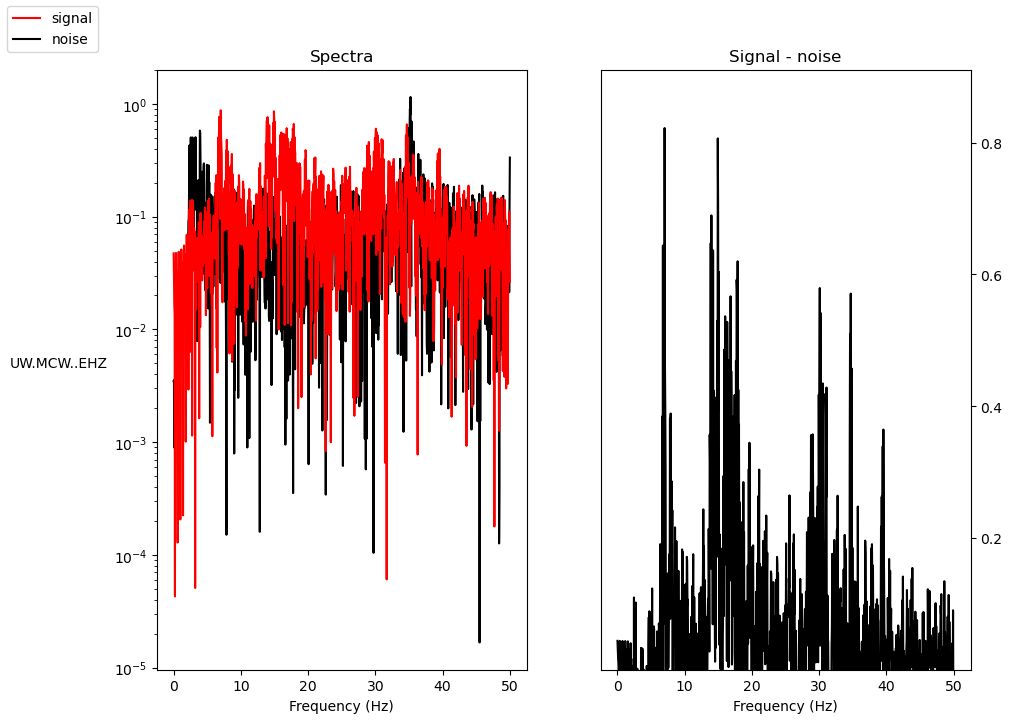 signal
noise
Spectra
Signal - noise
10^0
10^-1
10^-2
10^-3
10^-4
10^-5
0.8
0.6
0.4
0.2
UW.MCW..EHZ
0 10 20 30 40 50
0 10 20 30 40 50
Frequency (Hz)
Frequency (Hz)